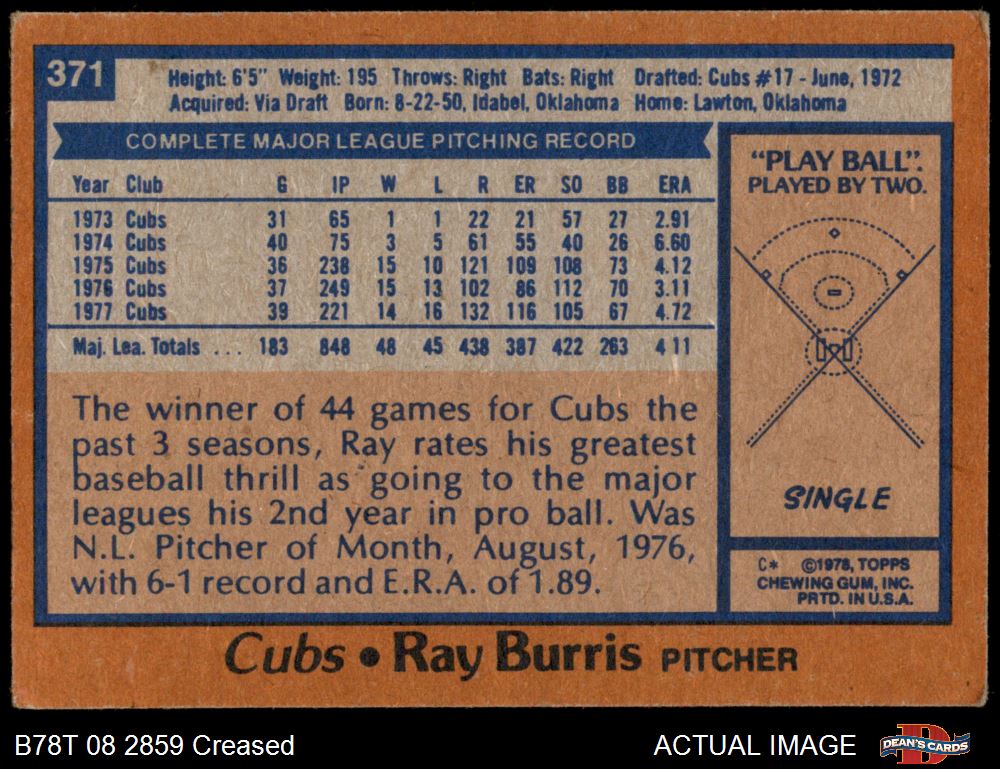 371
Height: 6'5" Weight: 195 Throws: Right Bats: Right Drafted: Cubs #17 - June, 1972
Acquired: Via Draft Born: 8-22-50, Idabel, Oklahoma Home: Lawton, Oklahoma
COMPLETE MAJOR LEAGUE PITCHING RECORD
Year Club G IP W L R ER SO BB ERA
1973 Cubs 31 65 1 1 22 21 57 27 2.91
1974 Cubs 40 75 3 5 61 55 40 26 6.60
1975 Cubs 36 238 15 10 121 109 108 73 4.12
1976 Cubs 37 249 15 13 102 86 112 70 3.11
1977 Cubs 39 221 14 16 132 116 105 67 4.72
Maj. Lea. Totals ... 183 848 48 45 438 387 422 263 4 11
The winner of 44 games for Cubs the
past 3 seasons, Ray rates his greatest
baseball thrill as going to the major
leagues his 2nd year in pro ball. Was
N.L. Pitcher of Month, August, 1976,
with 6-1 record and E.R.A. of 1.89.
"PLAY BALL".
PLAYED BY TWO.
SINGLE
C* ©1978, TOPPS
CHEWING GUM, INC.
PRTD. IN U.S.A.
Cubs • Ray Burris PITCHER
B78T 08 2859 Creased
ACTUAL IMAGE
DEAN'S CARDS